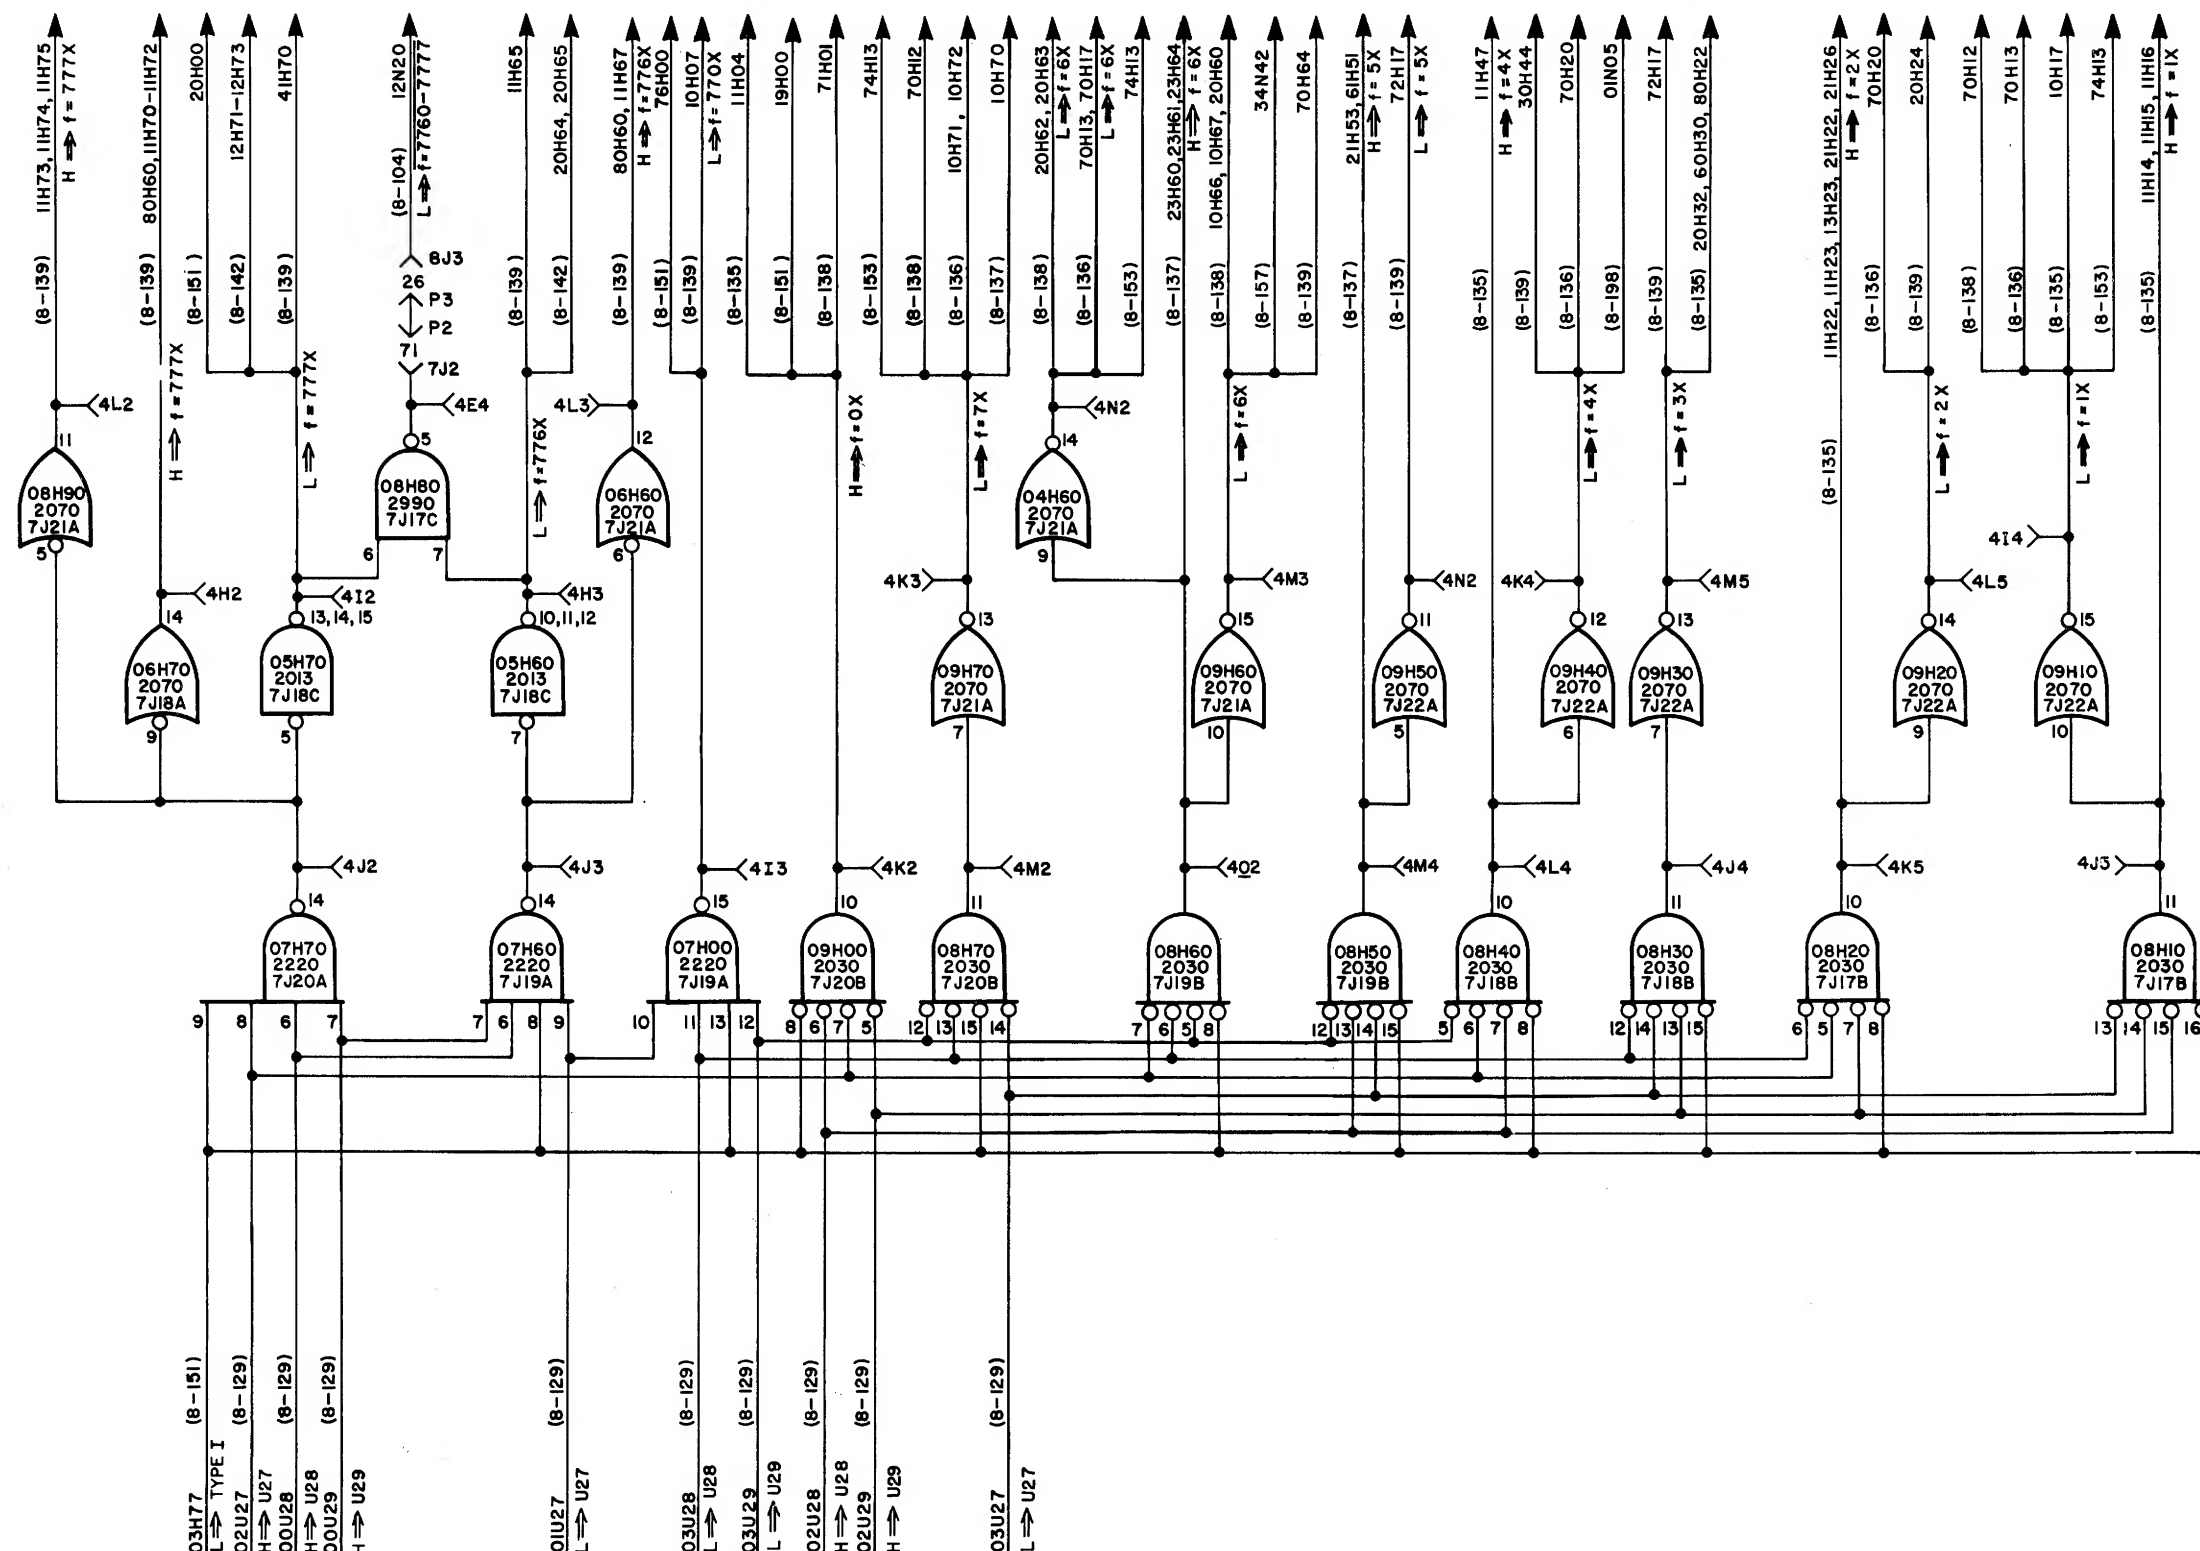 11H73, 11H74, 11H75
H ⟹ f = 777X
(8-139)
80H60, 11H70-11H72
(8-139)
H ⟹ f = 777X
20H00
(8-151)
12H71-12H73
(8-142)
41H70
(8-139)
L ⟹ f = 777X
12N20
(8-104)
L ⟹ f = 7760-7777
8J3
26
P3
P2
71
7J2
11H65
(8-139)
L ⟹ f = 776X
20H64, 20H65
(8-142)
80H60, 11H67
H ⟹ f = 776X
(8-139)
76H00
(8-151)
10H07
L ⟹ f = 770X
(8-139)
11H04
(8-135)
19H00
(8-151)
71H01
(8-138)
H ⟹ f = 0X
74H13
(8-153)
70H12
(8-138)
10H71, 10H72
(8-136)
L ⟹ f = 7X
10H70
(8-137)
20H62, 20H63
L ⟹ f = 6X
(8-138)
70H13, 70H17
L ⟹ f = 6X
(8-136)
74H13
(8-153)
23H60, 23H61, 23H64
H ⟹ f = 6X
(8-137)
10H66, 10H67, 20H60
(8-138)
L ⟹ f = 6X
34N42
(8-157)
70H64
(8-139)
21H53, 61H51
H ⟹ f = 5X
(8-137)
72H17
L ⟹ f = 5X
(8-139)
11H47
H ⟹ f = 4X
(8-135)
30H44
(8-139)
70H20
(8-136)
L ⟹ f = 4X
01N05
(8-198)
72H17
(8-139)
L ⟹ f = 3X
20H32, 60H30, 80H22
(8-135)
11H22, 11H23, 13H23, 21H22, 21H26
H ⟹ f = 2X
(8-135)
70H20
(8-136)
20H24
(8-139)
L ⟹ f = 2X
70H12
(8-138)
70H13
(8-136)
10H17
(8-135)
L ⟹ f = 1X
74H13
(8-153)
11H14, 11H15, 11H16
H ⟹ f = 1X
(8-135)
4L2
4E4
4L3
4N2
11
5
12
14
08H90
2070
7J21A
5
08H80
2990
7J17C
6 7
06H60
2070
7J21A
6
04H60
2070
7J21A
9
4I4
4H2
4I2
4H3
4K3
4M3
4N2
4K4
4M5
4L5
14
13, 14, 15
10, 11, 12
13
15
11
12
13
14
15
06H70
2070
7J18A
9
05H70
2013
7J18C
5
05H60
2013
7J18C
7
09H70
2070
7J21A
7
09H60
2070
7J21A
10
09H50
2070
7J22A
5
09H40
2070
7J22A
6
09H30
2070
7J22A
7
09H20
2070
7J22A
9
09H10
2070
7J22A
10
4J2
4J3
4I3
4K2
4M2
4O2
4M4
4L4
4J4
4K5
4J5
14
14
15
10
11
11
10
11
10
11
07H70
2220
7J20A
9 8 6 7
07H60
2220
7J19A
7 6 8 9
07H00
2220
7J19A
10 11 13 12
09H00
2030
7J20B
8 6 7 5
08H70
2030
7J20B
12 13 15 14
08H60
2030
7J19B
7 6 5 8
08H50
2030
7J19B
12 13 14 15
08H40
2030
7J18B
5 6 7 8
08H30
2030
7J18B
12 14 13 15
08H20
2030
7J17B
6 5 7 8
08H10
2030
7J17B
13 14 15 16
(8-151)
03H77
L ⟹ TYPE I
(8-129)
02U27
H ⟹ U27
(8-129)
00U28
H ⟹ U28
(8-129)
00U29
H ⟹ U29
(8-129)
01U27
L ⟹ U27
(8-129)
03U28
L ⟹ U28
(8-129)
03U29
L ⟹ U29
(8-129)
02U28
H ⟹ U28
(8-129)
02U29
H ⟹ U29
(8-129)
03U27
L ⟹ U27